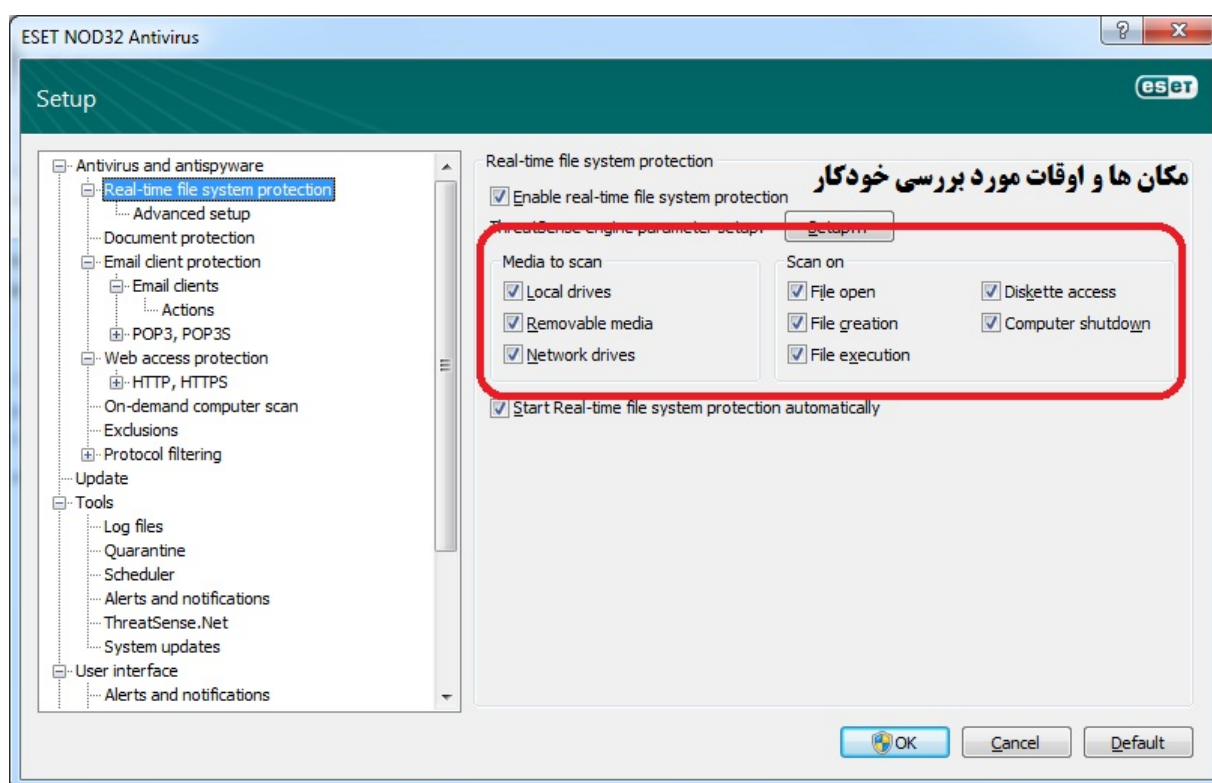 ESET NOD32 Antivirus
Setup
eset
Antivirus and antispyware
Real-time file system protection
Advanced setup
Document protection
Email client protection
Email clients
Actions
POP3, POP3S
Web access protection
HTTP, HTTPS
On-demand computer scan
Exclusions
Protocol filtering
Update
Tools
Log files
Quarantine
Scheduler
Alerts and notifications
ThreatSense.Net
System updates
User interface
Alerts and notifications
Real-time file system protection
مکان ها و اوقات مورد بررسی خودکار
Enable real-time file system protection
ThreatSense engine parameter setup: Setup...
Media to scan
Local drives
Removable media
Network drives
Scan on
File open
File creation
File execution
Diskette access
Computer shutdown
Start Real-time file system protection automatically
OK Cancel Default